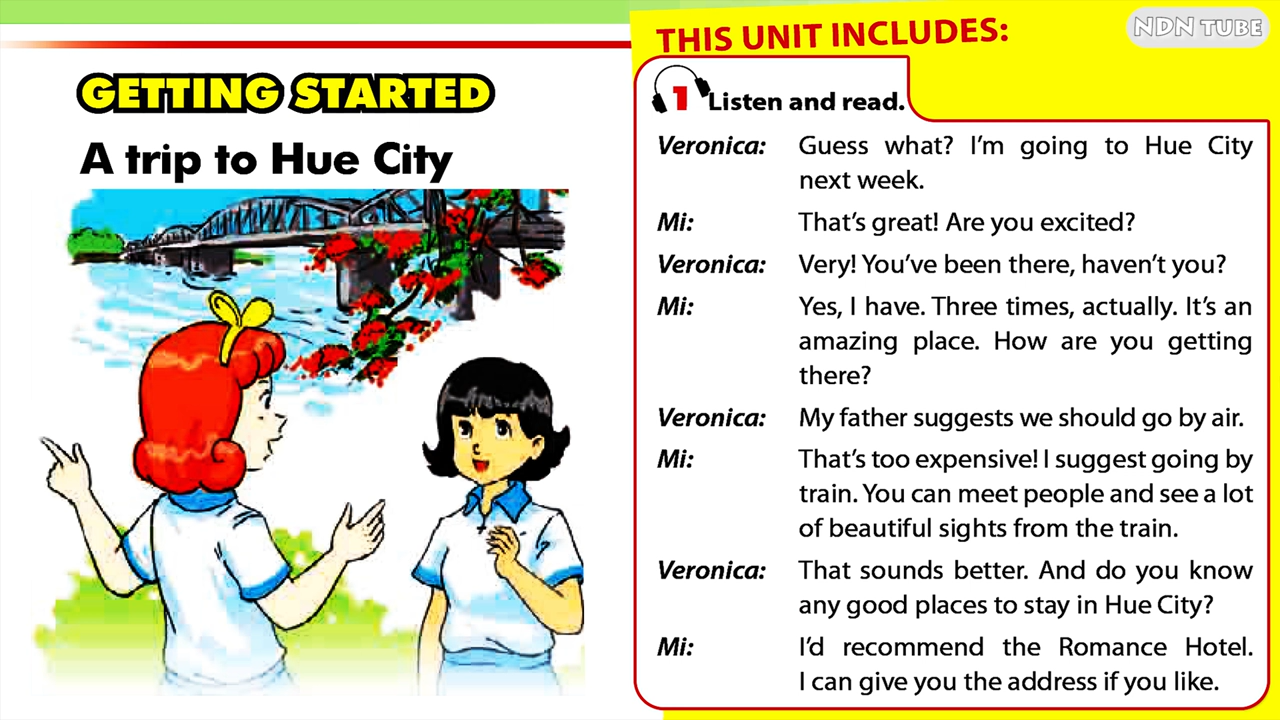 GETTING STARTED
A trip to Hue City
THIS UNIT INCLUDES:
NDN TUBE
1 Listen and read.
Veronica: Guess what? I'm going to Hue City
next week.
Mi: That's great! Are you excited?
Veronica: Very! You've been there, haven't you?
Mi: Yes, I have. Three times, actually. It's an
amazing place. How are you getting
there?
Veronica: My father suggests we should go by air.
Mi: That's too expensive! I suggest going by
train. You can meet people and see a lot
of beautiful sights from the train.
Veronica: That sounds better. And do you know
any good places to stay in Hue City?
Mi: I'd recommend the Romance Hotel.
I can give you the address if you like.